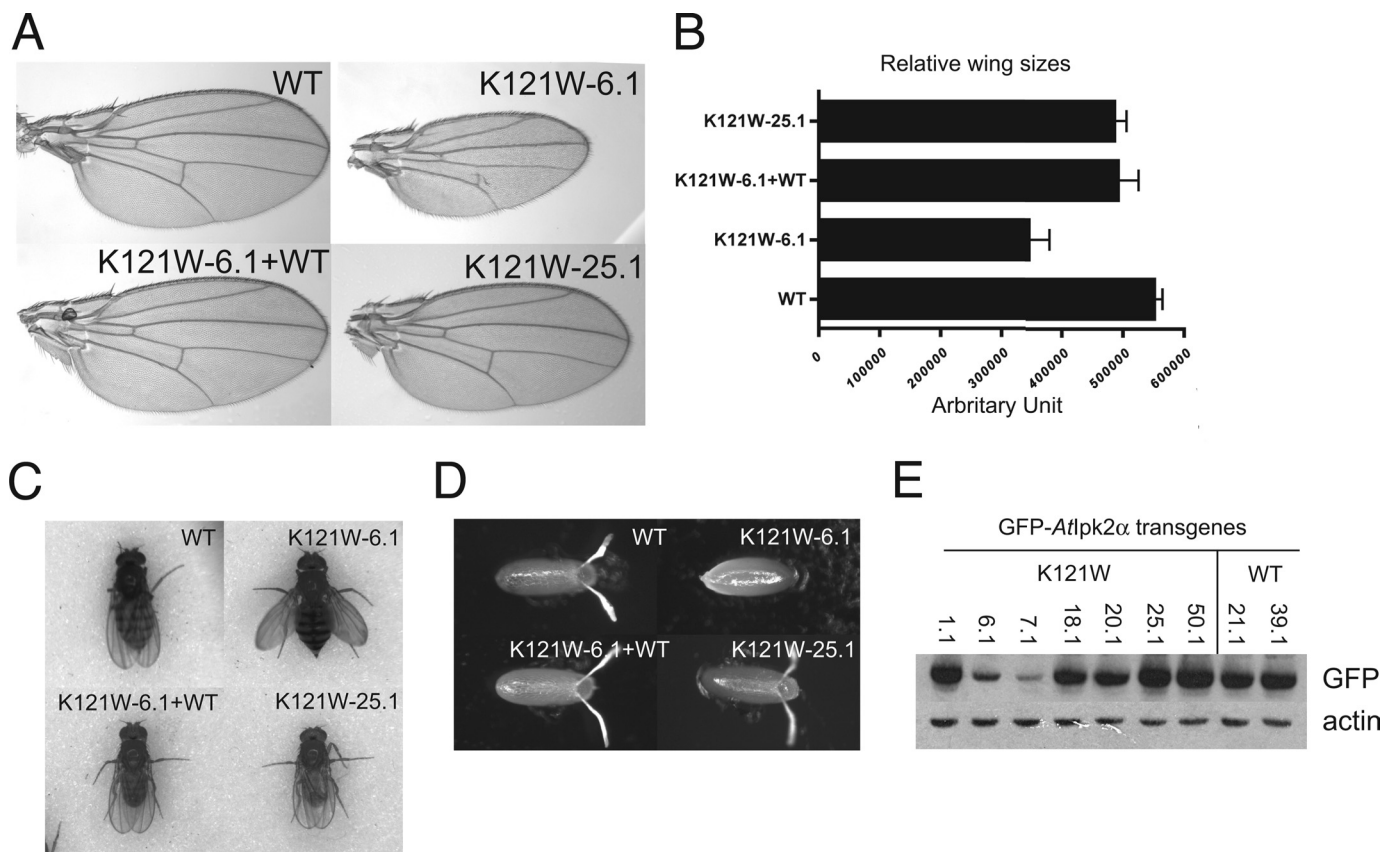 A
WT
K121W-6.1
K121W-6.1+WT
K121W-25.1
B
Relative wing sizes
K121W-25.1
K121W-6.1+WT
K121W-6.1
WT
0
100000
200000
300000
400000
500000
600000
Arbritary Unit
C
WT
K121W-6.1
K121W-6.1+WT
K121W-25.1
D
WT
K121W-6.1
K121W-6.1+WT
K121W-25.1
E
GFP-AtIpk2α transgenes
K121W
WT
1.1
6.1
7.1
18.1
20.1
25.1
50.1
21.1
39.1
GFP
actin